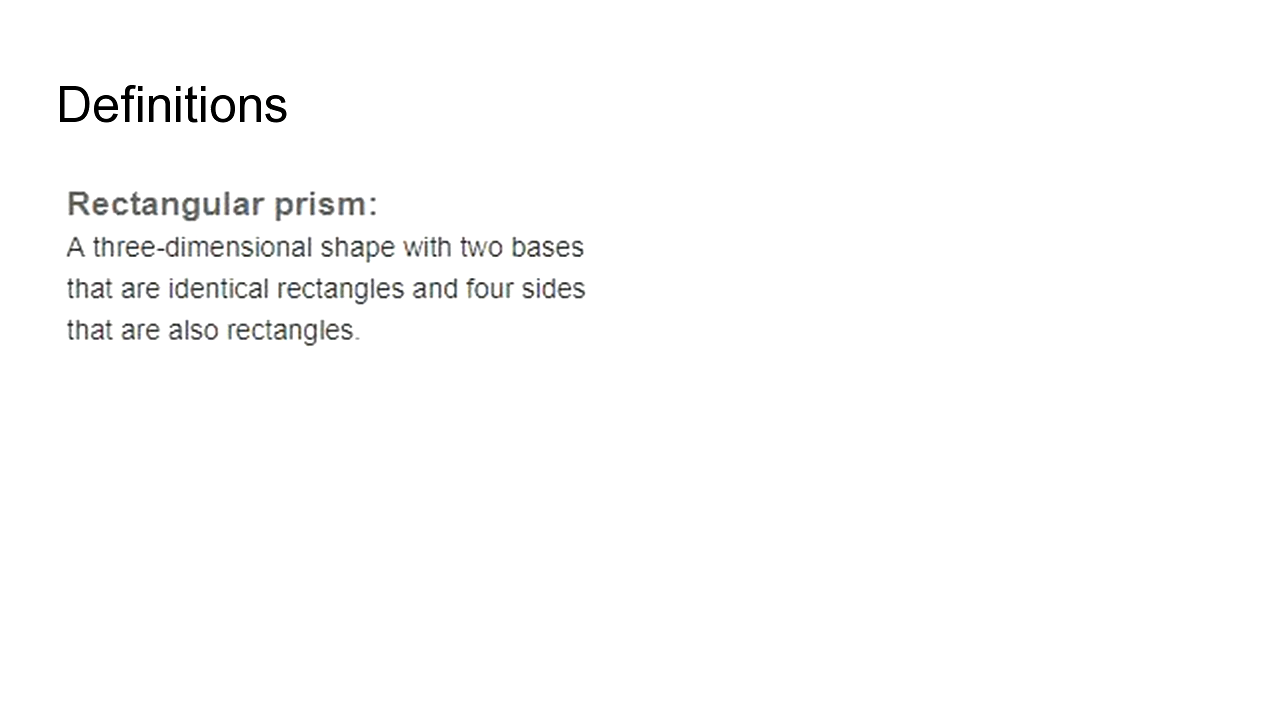 Definitions
Rectangular prism:
A three-dimensional shape with two bases
that are identical rectangles and four sides
that are also rectangles.